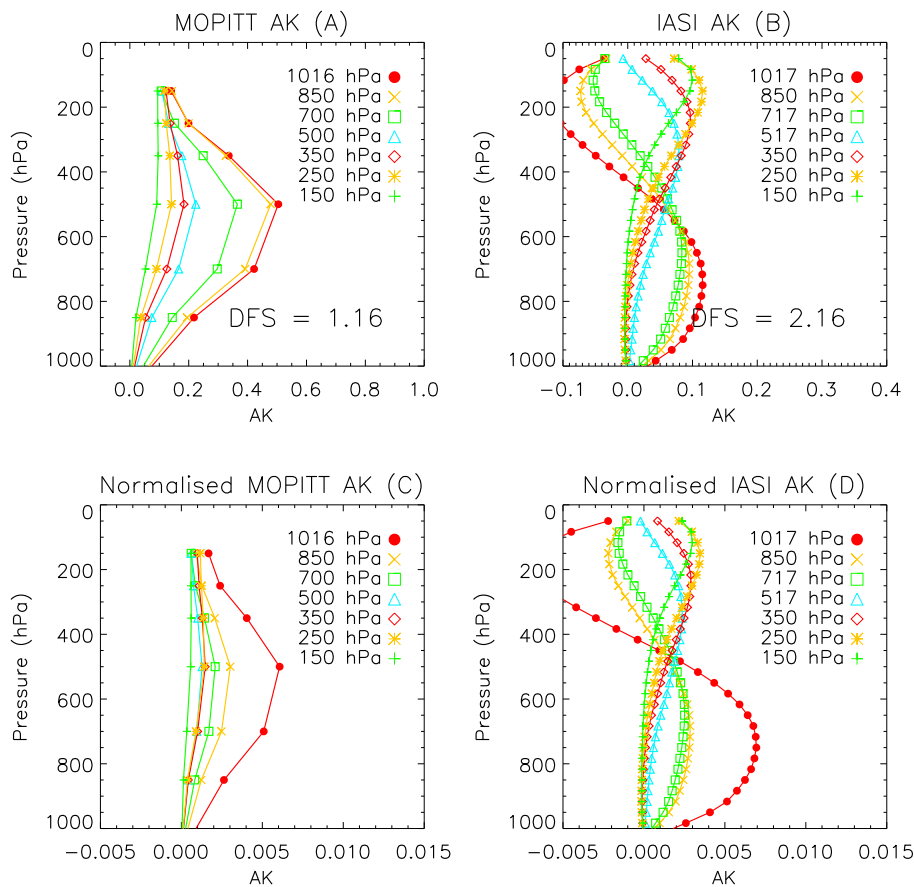 MOPITT AK (A)
0
200
400
600
800
1000
Pressure (hPa)
1016 hPa
850 hPa
700 hPa
500 hPa
350 hPa
250 hPa
150 hPa
DFS = 1.16
0.0 0.2 0.4 0.6 0.8 1.0
AK
IASI AK (B)
0
200
400
600
800
1000
Pressure (hPa)
1017 hPa
850 hPa
717 hPa
517 hPa
350 hPa
250 hPa
150 hPa
DFS = 2.16
-0.1 0.0 0.1 0.2 0.3 0.4
AK
Normalised MOPITT AK (C)
0
200
400
600
800
1000
Pressure (hPa)
1016 hPa
850 hPa
700 hPa
500 hPa
350 hPa
250 hPa
150 hPa
-0.005 0.000 0.005 0.010 0.015
AK
Normalised IASI AK (D)
0
200
400
600
800
1000
Pressure (hPa)
1017 hPa
850 hPa
717 hPa
517 hPa
350 hPa
250 hPa
150 hPa
-0.005 0.000 0.005 0.010 0.015
AK